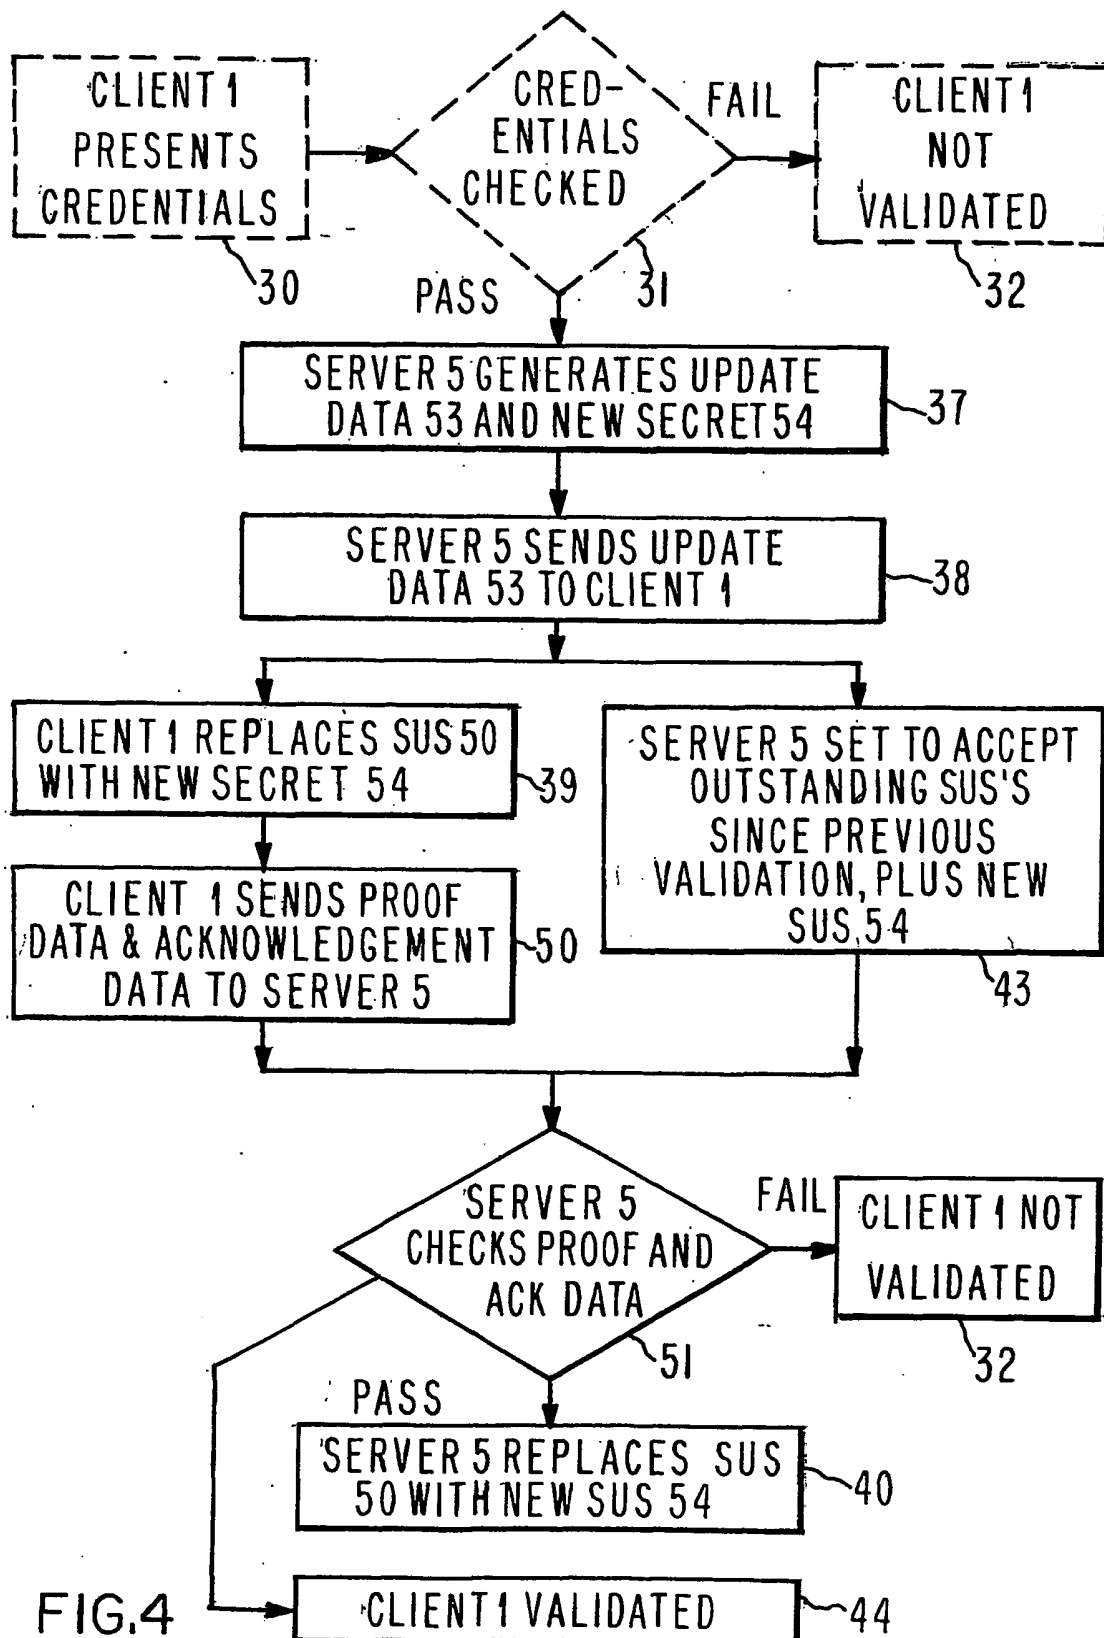 CLIENT 1
PRESENTS
CREDENTIALS
30
CRED-
ENTIALS
CHECKED
31
FAIL
CLIENT 1
NOT
VALIDATED
32
PASS
SERVER 5 GENERATES UPDATE
DATA 53 AND NEW SECRET 54
37
SERVER 5 SENDS UPDATE
DATA 53 TO CLIENT 1
38
CLIENT 1 REPLACES SUS 50
WITH NEW SECRET 54
39
SERVER 5 SET TO ACCEPT
OUTSTANDING SUS'S
SINCE PREVIOUS
VALIDATION, PLUS NEW
SUS 54
43
CLIENT 1 SENDS PROOF
DATA & ACKNOWLEDGEMENT
DATA TO SERVER 5
50
SERVER 5
CHECKS PROOF AND
ACK DATA
51
FAIL
CLIENT 1 NOT
VALIDATED
32
PASS
SERVER 5 REPLACES SUS
50 WITH NEW SUS 54
40
CLIENT 1 VALIDATED
44
FIG.4